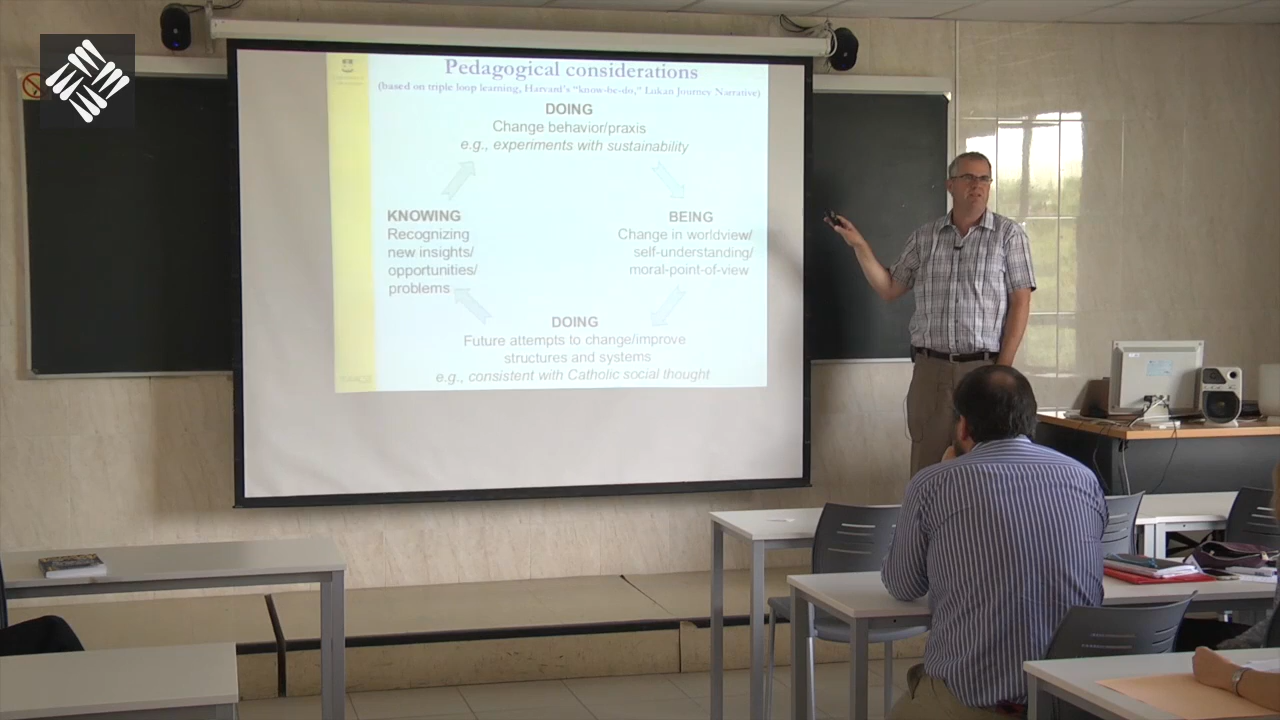 Pedagogical considerations
(based on triple loop learning, Harvard's "know-be-do," Lukan Journey Narrative)
DOING
Change behavior/praxis
e.g., experiments with sustainability
KNOWING
Recognizing
new insights/
opportunities/
problems
BEING
Change in worldview/
self-understanding/
moral-point-of-view
DOING
Future attempts to change/improve
structures and systems
e.g., consistent with Catholic social thought